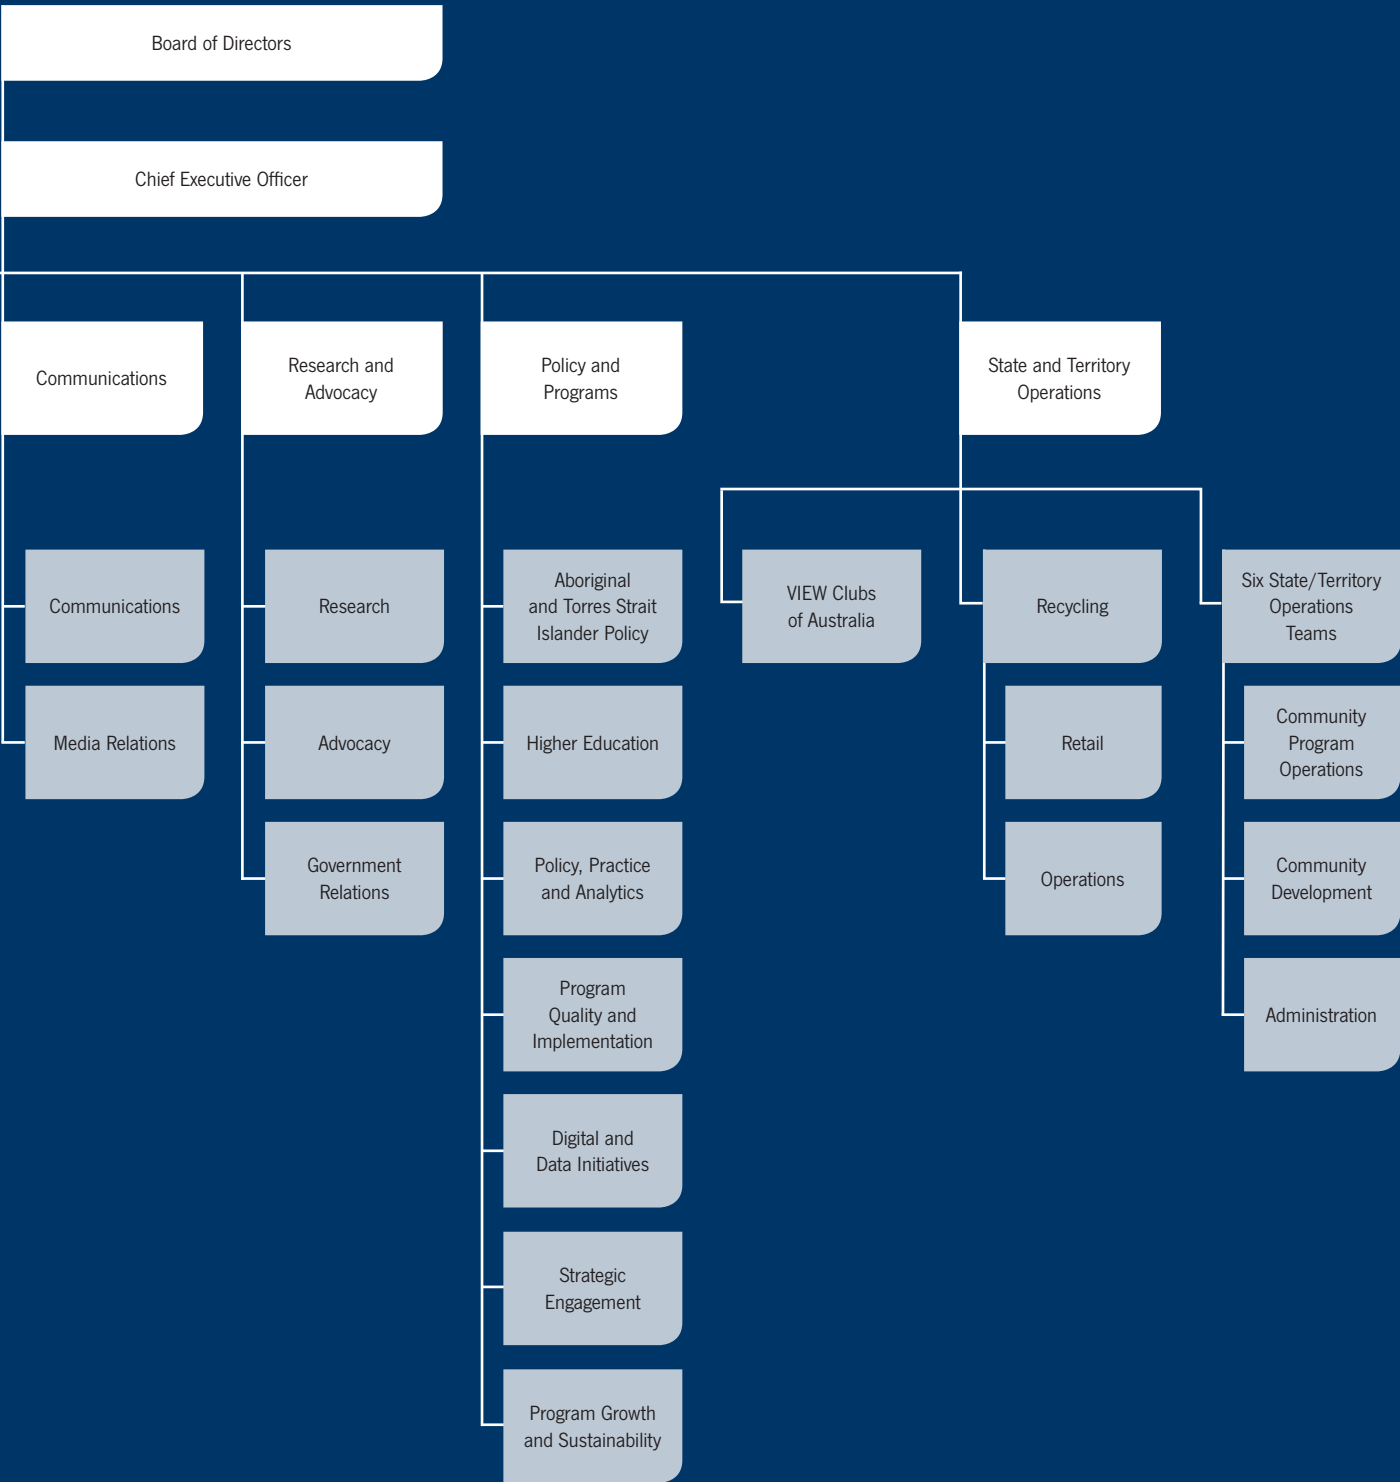 Board of Directors
Chief Executive Officer
Communications
Research and
Advocacy
Policy and
Programs
State and Territory
Operations
Communications
Media Relations
Research
Advocacy
Government
Relations
Aboriginal
and Torres Strait
Islander Policy
Higher Education
Policy, Practice
and Analytics
Program
Quality and
Implementation
Digital and
Data Initiatives
Strategic
Engagement
Program Growth
and Sustainability
VIEW Clubs
of Australia
Recycling
Retail
Operations
Six State/Territory
Operations
Teams
Community
Program
Operations
Community
Development
Administration